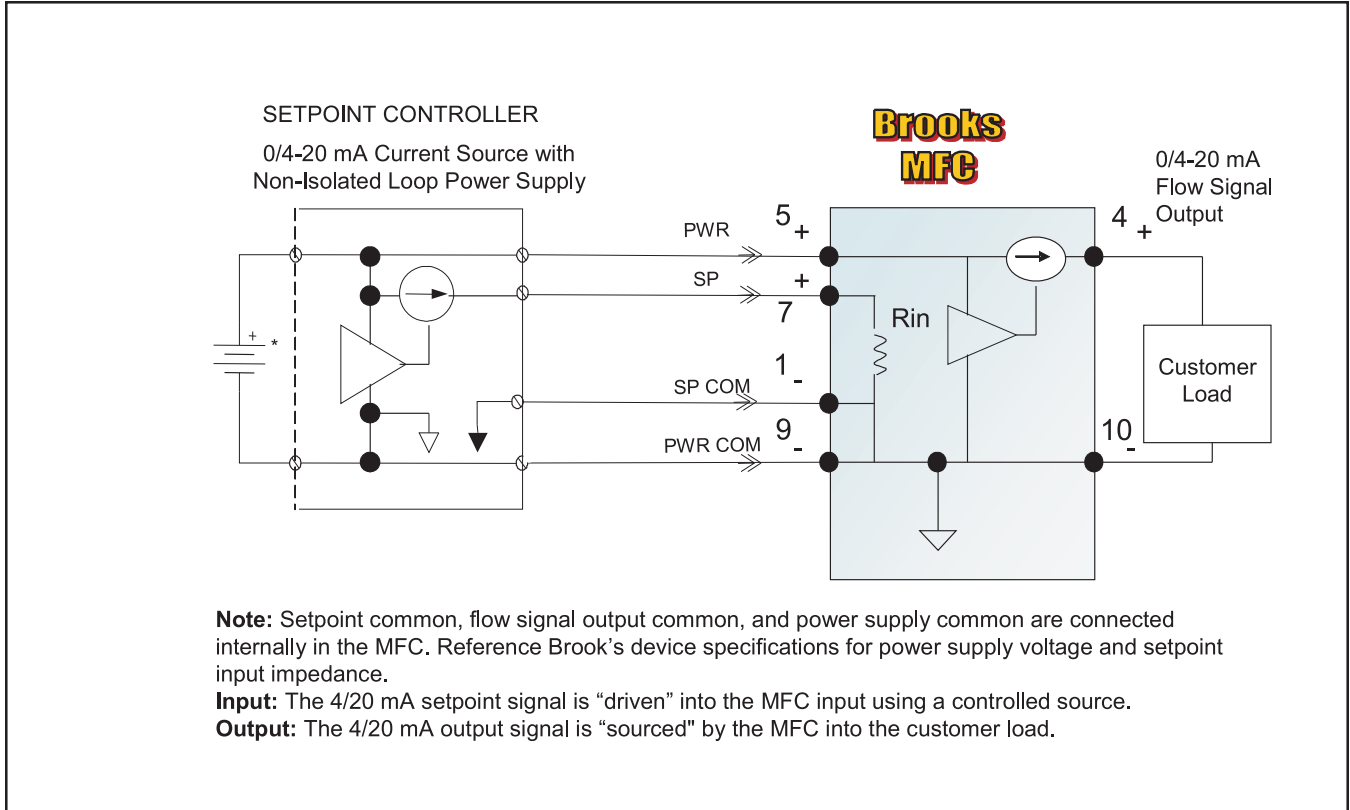 SETPOINT CONTROLLER
0/4-20 mA Current Source with
Non-Isolated Loop Power Supply
Brooks
MFC
0/4-20 mA
Flow Signal
Output
PWR
5
+
4
+
SP
+
7
Rin
+
*
1
-
SP COM
Customer
Load
PWR COM
9
-
10
-
Note: Setpoint common, flow signal output common, and power supply common are connected
internally in the MFC. Reference Brook's device specifications for power supply voltage and setpoint
input impedance.
Input: The 4/20 mA setpoint signal is “driven” into the MFC input using a controlled source.
Output: The 4/20 mA output signal is “sourced" by the MFC into the customer load.